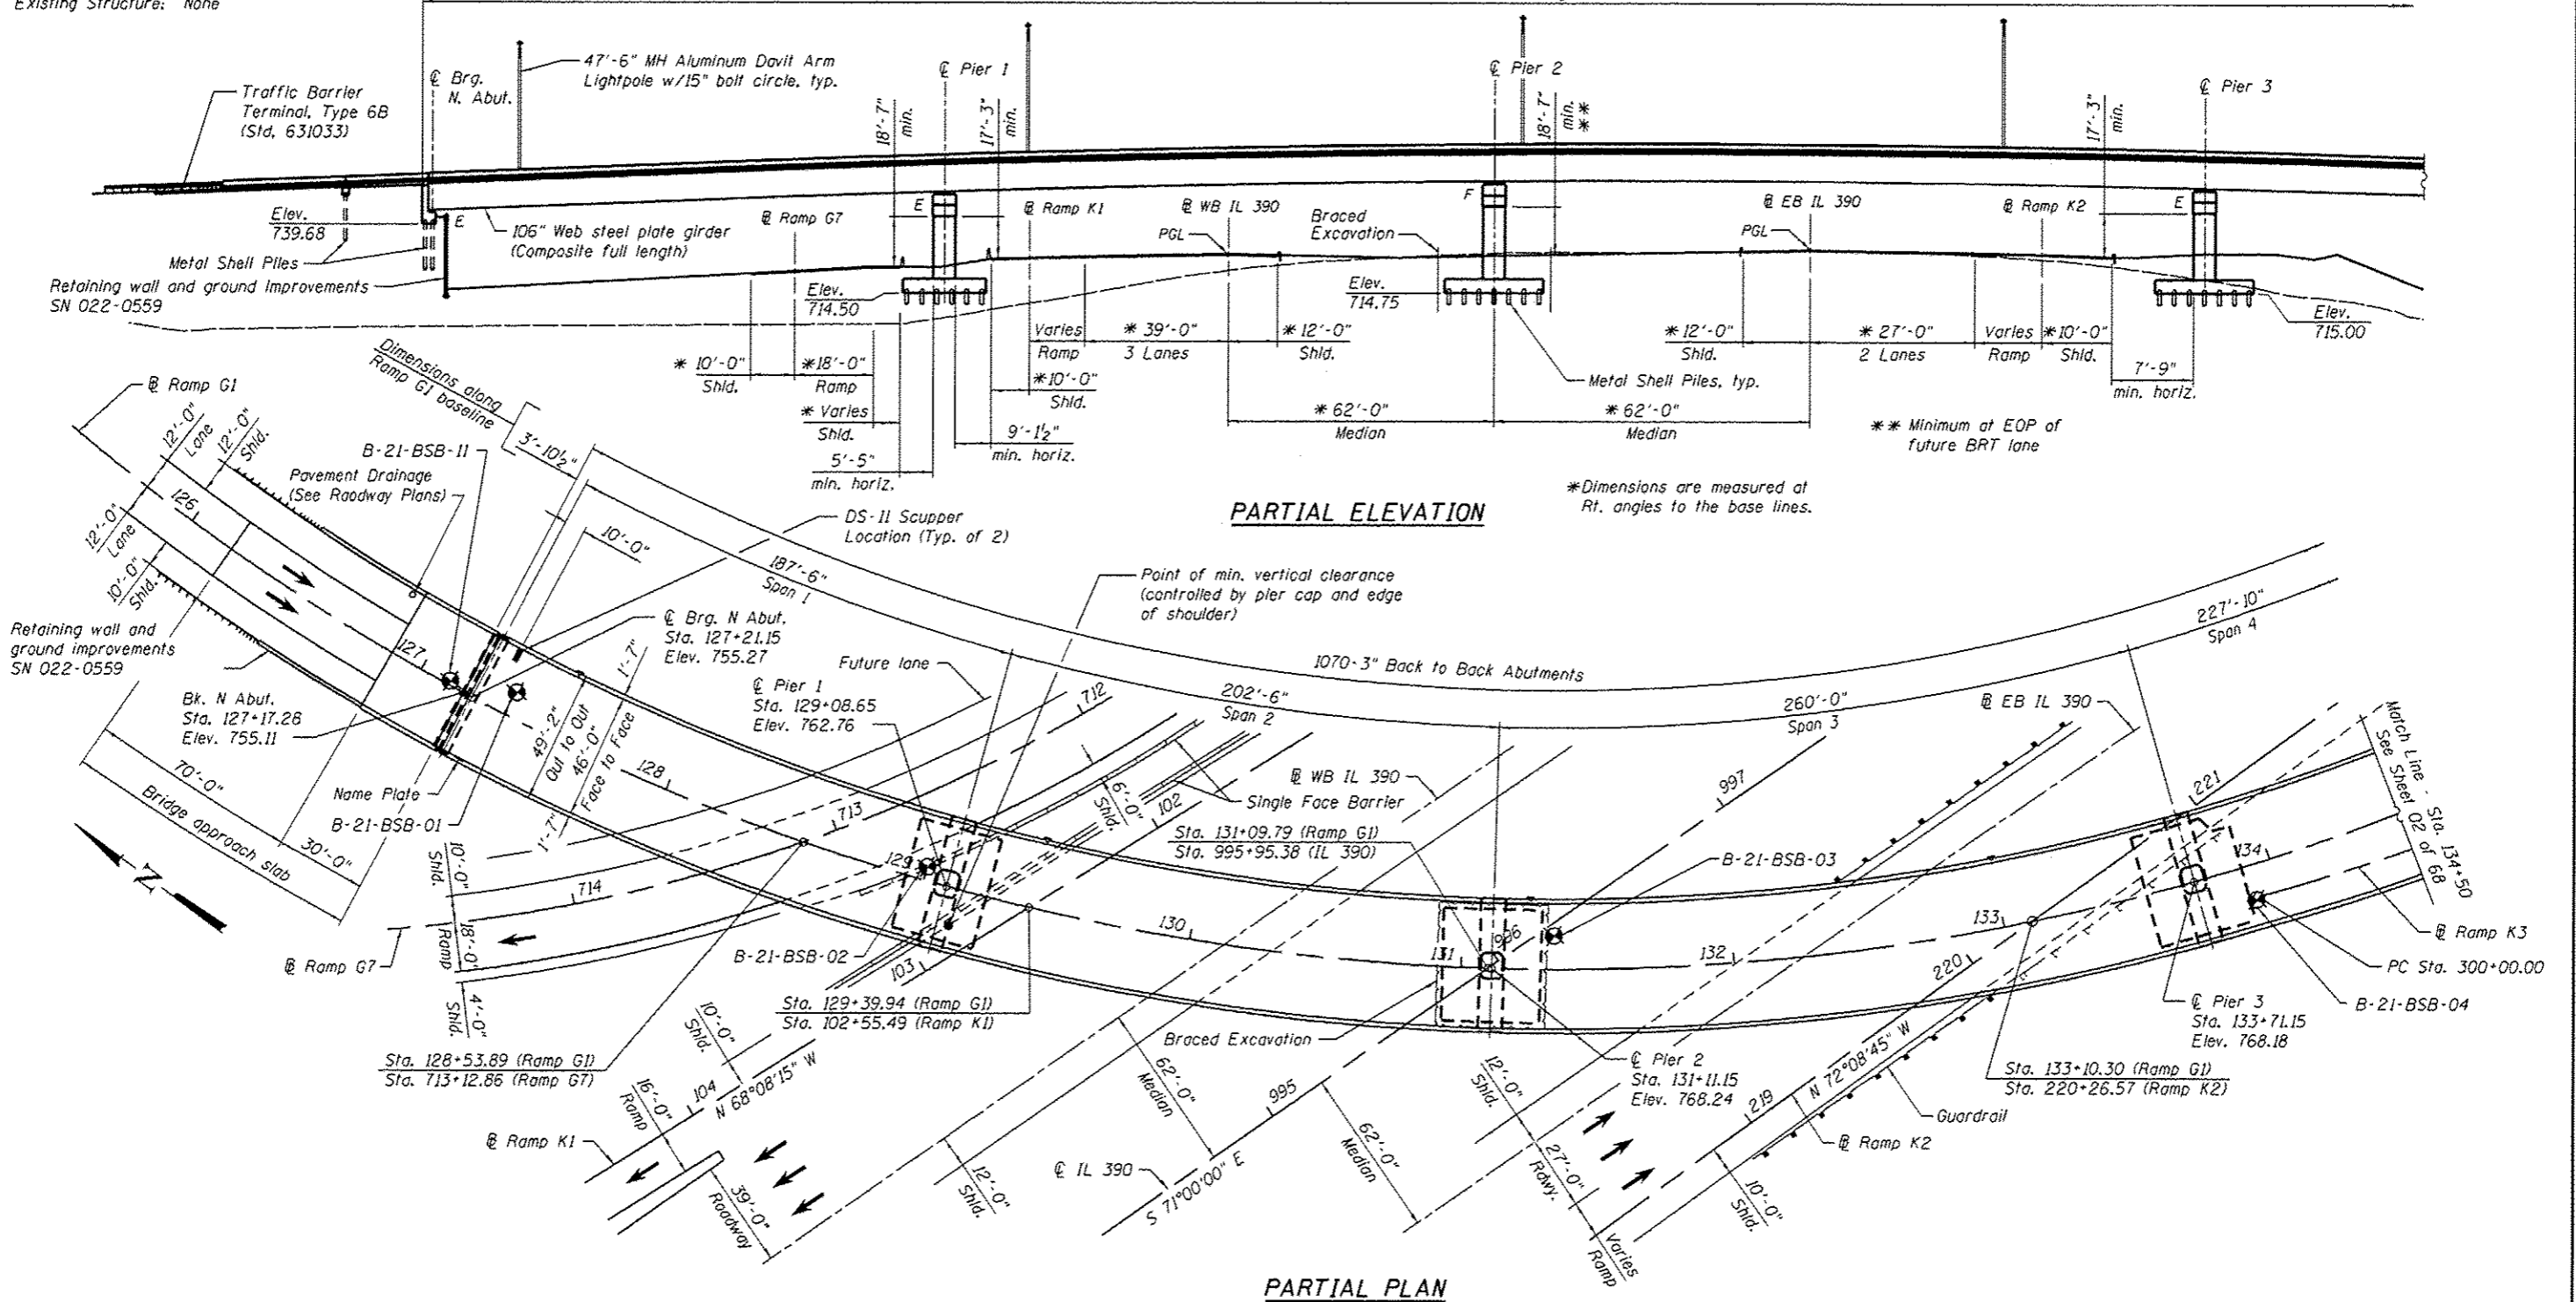 Existing Structure: None
47'-6" MH Aluminum Davit Arm
Lightpole w/15" bolt circle, typ.
Traffic Barrier
Terminal, Type 6B
(Std. 631033)
℄ Brg.
N. Abut.
℄ Pier 1
℄ Pier 2
℄ Pier 3
18'-7"
min.
17'-3"
min.
18'-7"
min.
**
17'-3"
min.
Elev.
739.68
E
106" Web steel plate girder
(Composite full length)
Metal Shell Piles
Retaining wall and ground Improvements
SN 022-0559
℄ Ramp G7
E
℄ Ramp K1
℄ WB IL 390
PGL
Braced
Excavation
F
℄ EB IL 390
PGL
℄ Ramp K2
E
Elev.
714.50
Elev.
714.75
Elev.
715.00
Varies
Ramp
* 39'-0"
3 Lanes
* 12'-0"
Shld.
* 12'-0"
Shld.
* 27'-0"
2 Lanes
Varies
Ramp
*10'-0"
Shld.
* 10'-0"
Shld.
*18'-0"
Ramp
* Varies
Shld.
*10'-0"
Shld.
5'-5"
min. horiz.
9'-1½"
min. horiz.
* 62'-0"
Median
* 62'-0"
Median
Metal Shell Piles, typ.
7'-9"
min. horiz.
** Minimum at EOP of
future BRT lane
*Dimensions are measured at
Rt. angles to the base lines.
PARTIAL ELEVATION
℄ Ramp G1
Dimensions along
Ramp G1 baseline
12'-0"
Lane
12'-0"
Shld.
12'-0"
Lane
10'-0"
Shld.
3'-10½"
B-21-BSB-11
Pavement Drainage
(See Roadway Plans)
126
127
DS-11 Scupper
Location (Typ. of 2)
10'-0"
187'-6"
Span 1
Point of min. vertical clearance
(controlled by pier cap and edge
of shoulder)
Retaining wall and
ground improvements
SN 022-0559
℄ Brg. N Abut.
Sta. 127+21.15
Elev. 755.27
Future lane
1070-3" Back to Back Abutments
227'-10"
Span 4
Bk. N Abut.
Sta. 127+17.28
Elev. 755.11
℄ Pier 1
Sta. 129+08.65
Elev. 762.76
712
202'-6"
Span 2
260'-0"
Span 3
℄ EB IL 390
Match Line - Sta. 134+50
See Sheet 02 of 68
70'-0"
Bridge approach slab
30'-0"
Name Plate
B-21-BSB-01
49'-2"
Out to Out
46'-0"
Face to Face
1'-7"
1'-7"
128
713
6'-0"
Shld.
102
℄ WB IL 390
Single Face Barrier
997
221
Sta. 131+09.79 (Ramp G1)
Sta. 995+95.38 (IL 390)
B-21-BSB-03
N
10'-0"
Shld.
714
129
130
131
996
132
133
134
18'-0"
Ramp
℄ Ramp G7
4'-0"
Shld.
B-21-BSB-02
103
220
℄ Ramp K3
PC Sta. 300+00.00
B-21-BSB-04
Sta. 129+39.94 (Ramp G1)
Sta. 102+55.49 (Ramp K1)
℄ Pier 3
Sta. 133+71.15
Elev. 768.18
Sta. 128+53.89 (Ramp G1)
Sta. 713+12.86 (Ramp G7)
10'-0"
Shld.
Braced Excavation
℄ Pier 2
Sta. 131+11.15
Elev. 768.24
Sta. 133+10.30 (Ramp G1)
Sta. 220+26.57 (Ramp K2)
16'-0"
Ramp
104
N 68°08'15" W
62'-0"
Median
995
12'-0"
Shld.
N 72°08'45" W
219
Guardrail
℄ Ramp K1
℄ Ramp K2
39'-0"
Roadway
12'-0"
Shld.
℄ IL 390
S 71°00'00" E
62'-0"
Median
27'-0"
Rdwy.
10'-0"
Shld.
Varies
Ramp
PARTIAL PLAN